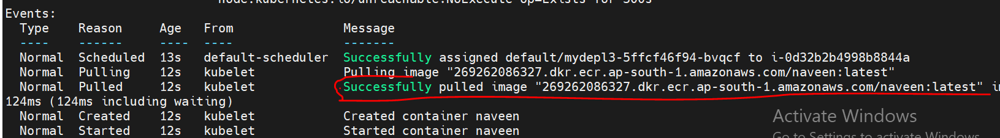 node.kubernetes.io/unreachable:NoExecute op=Exists for 300s
Events:
Type Reason Age From Message
---- ------ ---- ---- -------
Normal Scheduled 13s default-scheduler Successfully assigned default/mydepl3-5ffcf46f94-bvqcf to i-0d32b2b4998b8844a
Normal Pulling 12s kubelet Pulling image "269262086327.dkr.ecr.ap-south-1.amazonaws.com/naveen:latest"
Normal Pulled 12s kubelet Successfully pulled image "269262086327.dkr.ecr.ap-south-1.amazonaws.com/naveen:latest" in
124ms (124ms including waiting)
Normal Created 12s kubelet Created container naveen
Normal Started 12s kubelet Started container naveen
Activate Windows
Go to Settings to activate Windows.